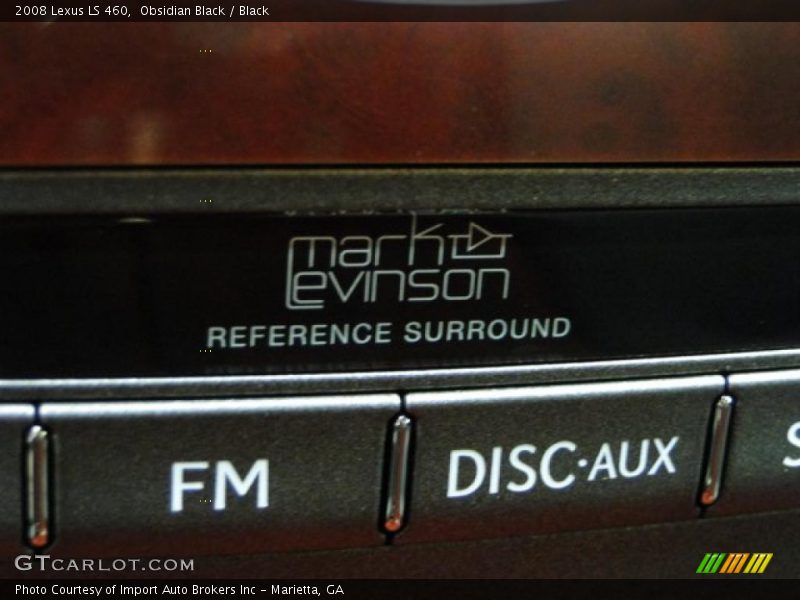 2008 Lexus LS 460, Obsidian Black / Black
mark
Levinson
REFERENCE SURROUND
FM DISC·AUX S
GTCARLOT.COM
Photo Courtesy of Import Auto Brokers Inc – Marietta, GA